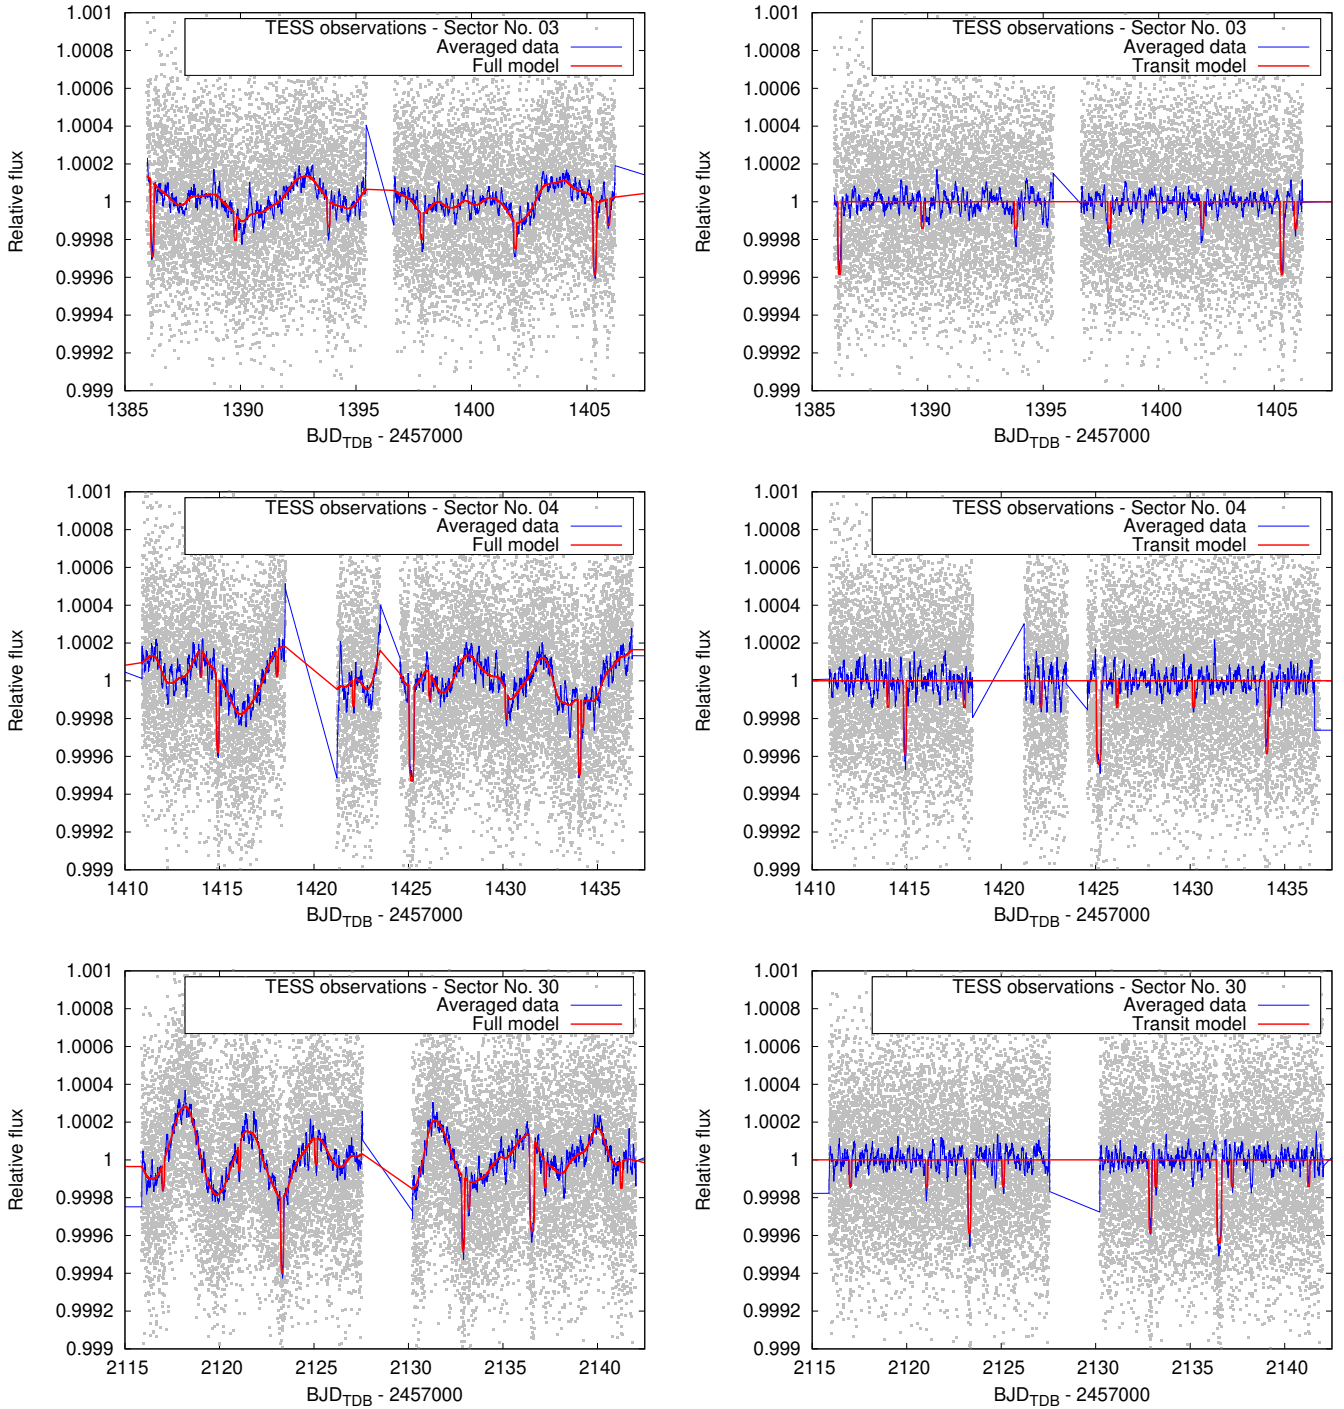 TESS observations - Sector No. 03
Averaged data
Full model
Relative flux
1.001
1.0008
1.0006
1.0004
1.0002
1
0.9998
0.9996
0.9994
0.9992
0.999
1385 1390 1395 1400 1405
BJD_TDB - 2457000
TESS observations - Sector No. 03
Averaged data
Transit model
Relative flux
1.001
1.0008
1.0006
1.0004
1.0002
1
0.9998
0.9996
0.9994
0.9992
0.999
1385 1390 1395 1400 1405
BJD_TDB - 2457000
TESS observations - Sector No. 04
Averaged data
Full model
Relative flux
1.001
1.0008
1.0006
1.0004
1.0002
1
0.9998
0.9996
0.9994
0.9992
0.999
1410 1415 1420 1425 1430 1435
BJD_TDB - 2457000
TESS observations - Sector No. 04
Averaged data
Transit model
Relative flux
1.001
1.0008
1.0006
1.0004
1.0002
1
0.9998
0.9996
0.9994
0.9992
0.999
1410 1415 1420 1425 1430 1435
BJD_TDB - 2457000
TESS observations - Sector No. 30
Averaged data
Full model
Relative flux
1.001
1.0008
1.0006
1.0004
1.0002
1
0.9998
0.9996
0.9994
0.9992
0.999
2115 2120 2125 2130 2135 2140
BJD_TDB - 2457000
TESS observations - Sector No. 30
Averaged data
Transit model
Relative flux
1.001
1.0008
1.0006
1.0004
1.0002
1
0.9998
0.9996
0.9994
0.9992
0.999
2115 2120 2125 2130 2135 2140
BJD_TDB - 2457000